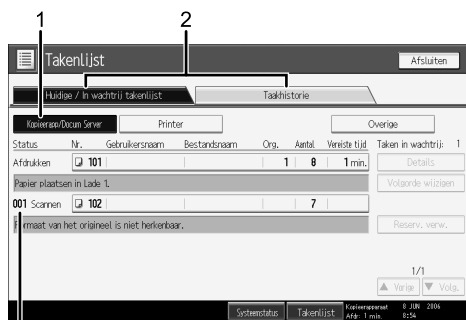 1
2
Takenlijst
Afsluiten
Huidige / In wachtrij takenlijst
Taakhistorie
Kopieerapp/Docum Server
Printer
Overige
Status Nr. Gebruikersnaam Bestandsnaam Org. Aantal Vereiste tijd Taken in wachtrij: 1
Afdrukken 101 1 8 1 min. Details
Papier plaatsen in Lade 1. Volgorde wijzigen
001 Scannen 102 7
Formaat van het origineel is niet herkenbaar. Reserv. verw.
1/1
▲ Vorige ▼ Volg.
Systeemstatus Takenlijst Kopieerapparaat 8 JUN 2006
Afdr: 1 min. 8:54